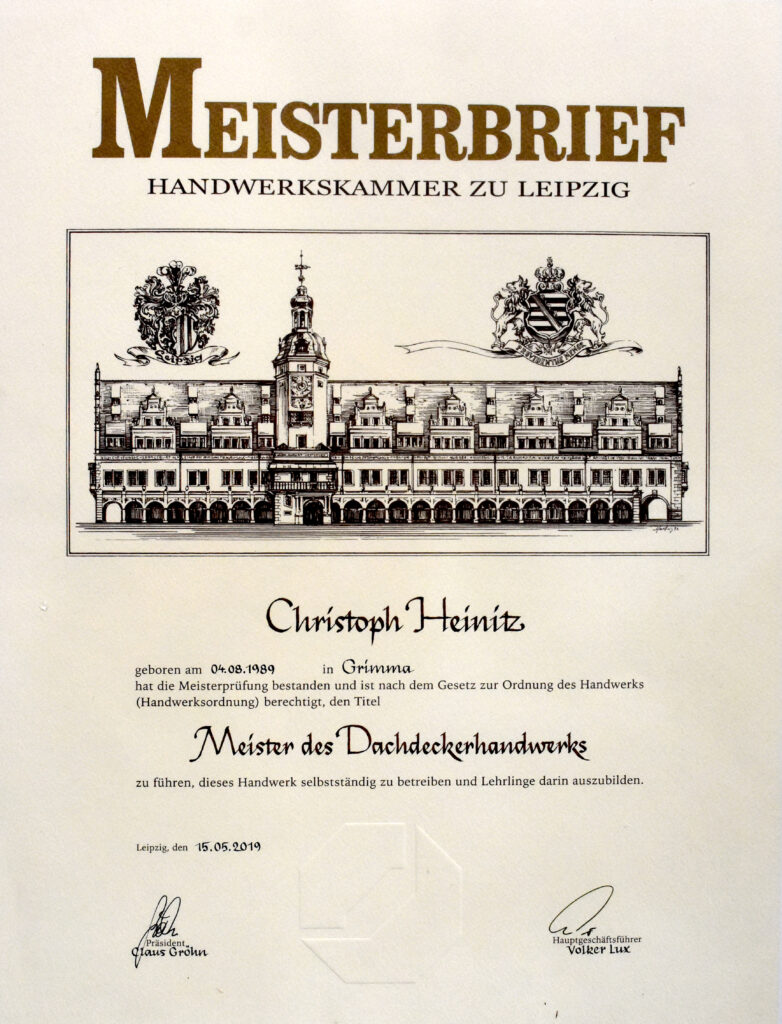 MEISTERBRIEF
HANDWERKSKAMMER ZU LEIPZIG
Leipzig
Christoph Heinitz
geboren am 04.08.1989 in Grimma
hat die Meisterprüfung bestanden und ist nach dem Gesetz zur Ordnung des Handwerks
(Handwerksordnung) berechtigt, den Titel
Meister des Dachdeckerhandwerks
zu führen, dieses Handwerk selbstständig zu betreiben und Lehrlinge darin auszubilden.
Leipzig, den 15.05.2019
Präsident
Claus Gröhn
Hauptgeschäftsführer
Volker Lux